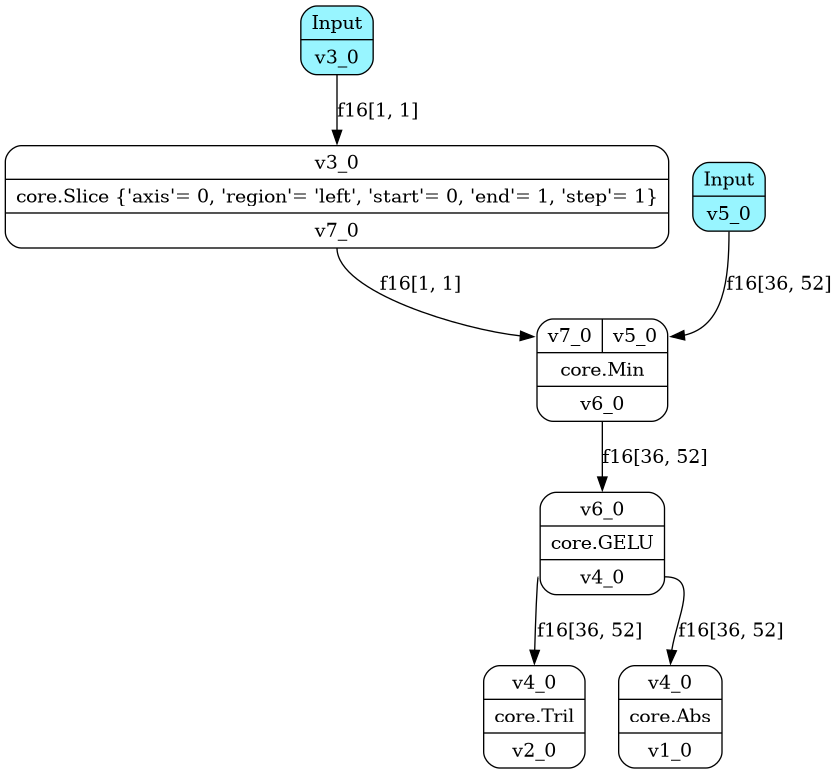 Input
v3_0
f16[1, 1]
v3_0
core.Slice {'axis'= 0, 'region'= 'left', 'start'= 0, 'end'= 1, 'step'= 1}
v7_0
Input
v5_0
f16[1, 1]
f16[36, 52]
v7_0 v5_0
core.Min
v6_0
f16[36, 52]
v6_0
core.GELU
v4_0
f16[36, 52]
f16[36, 52]
v4_0
core.Tril
v2_0
v4_0
core.Abs
v1_0